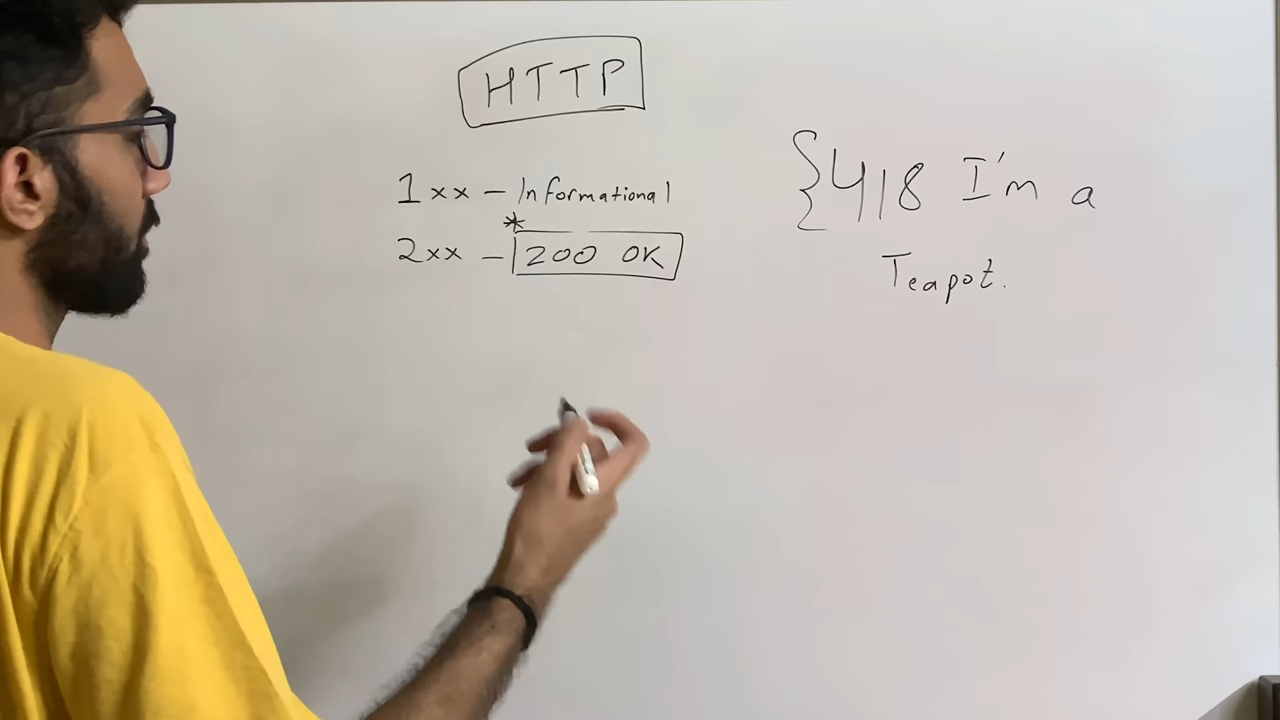 HTTP
1xx – Informational
*
2xx – 200 OK
{418 I'm a
Teapot.